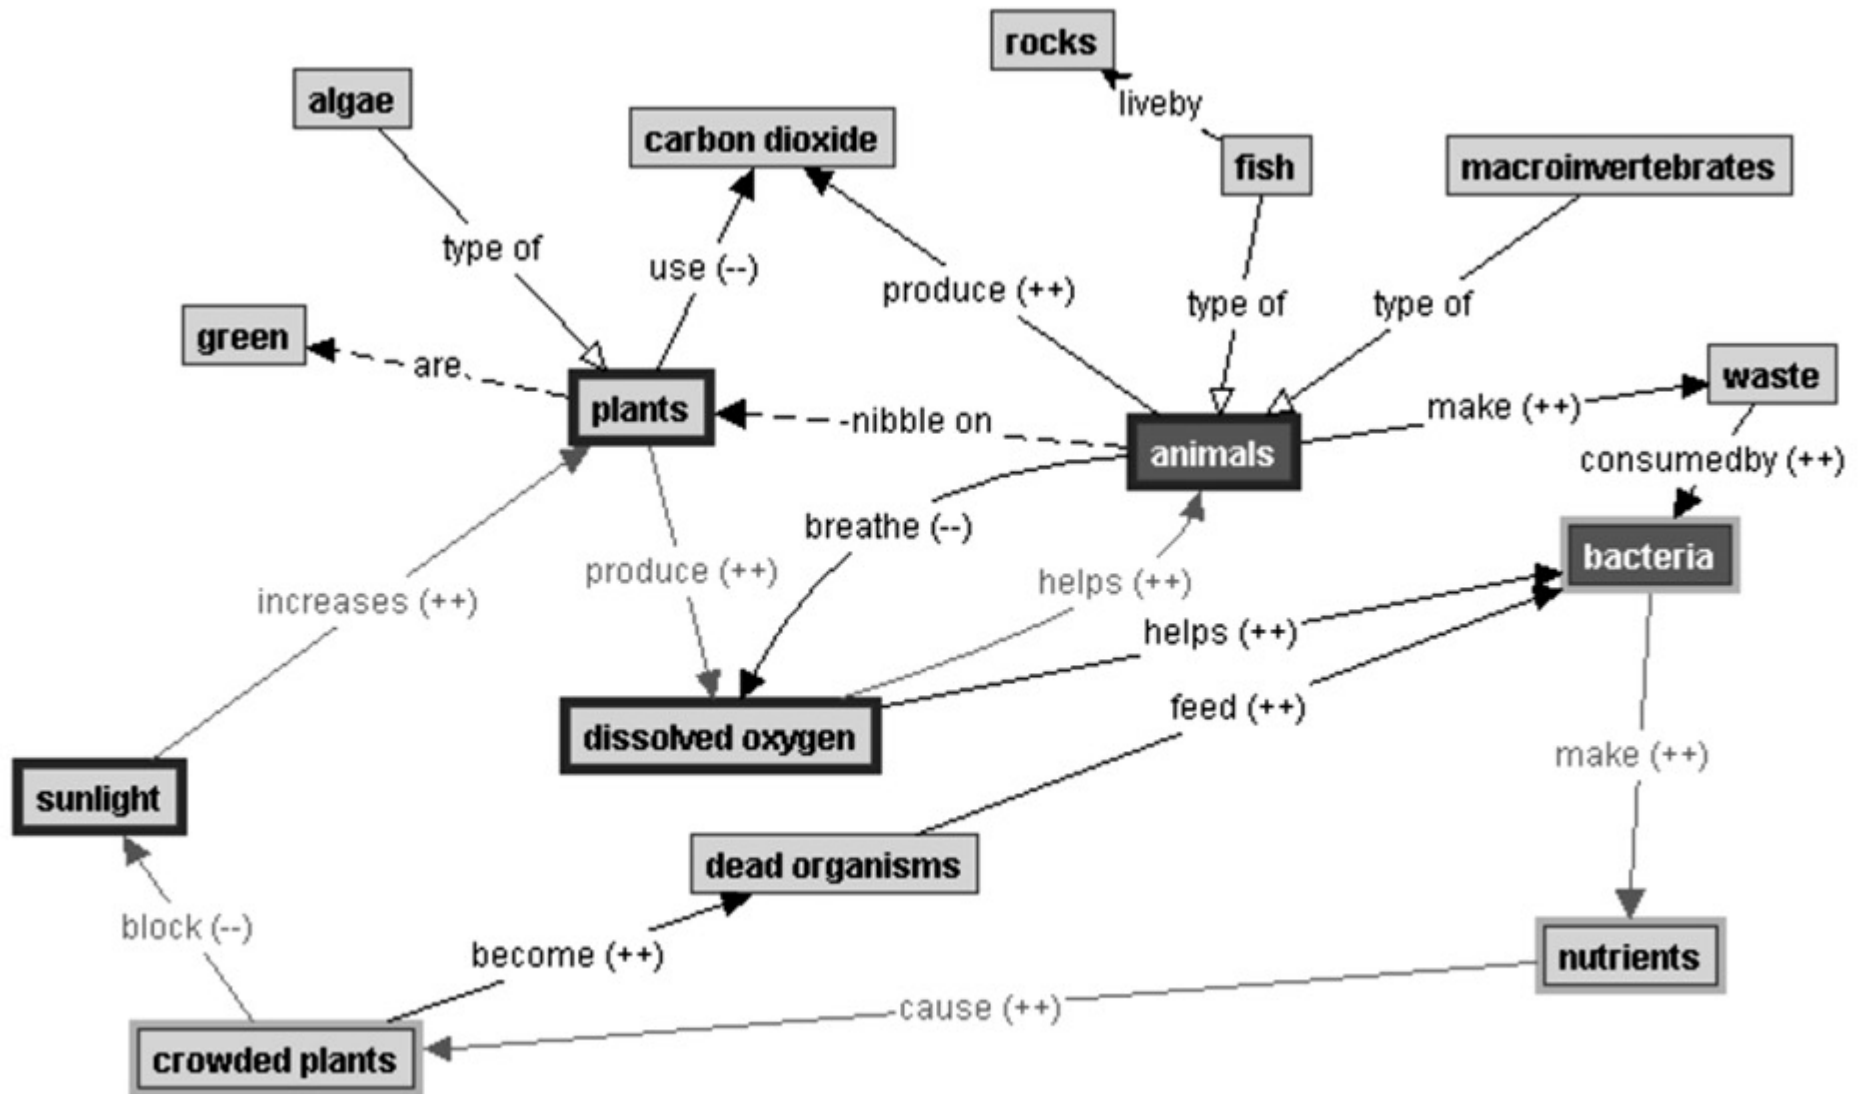 rocks
algae
liveby
carbon dioxide
fish
macroinvertebrates
type of
use (--)
produce (++)
type of
type of
green
are
waste
plants
nibble on
make (++)
animals
consumedby (++)
breathe (--)
bacteria
produce (++)
helps (++)
increases (++)
helps (++)
feed (++)
dissolved oxygen
make (++)
sunlight
dead organisms
block (--)
become (++)
nutrients
cause (++)
crowded plants